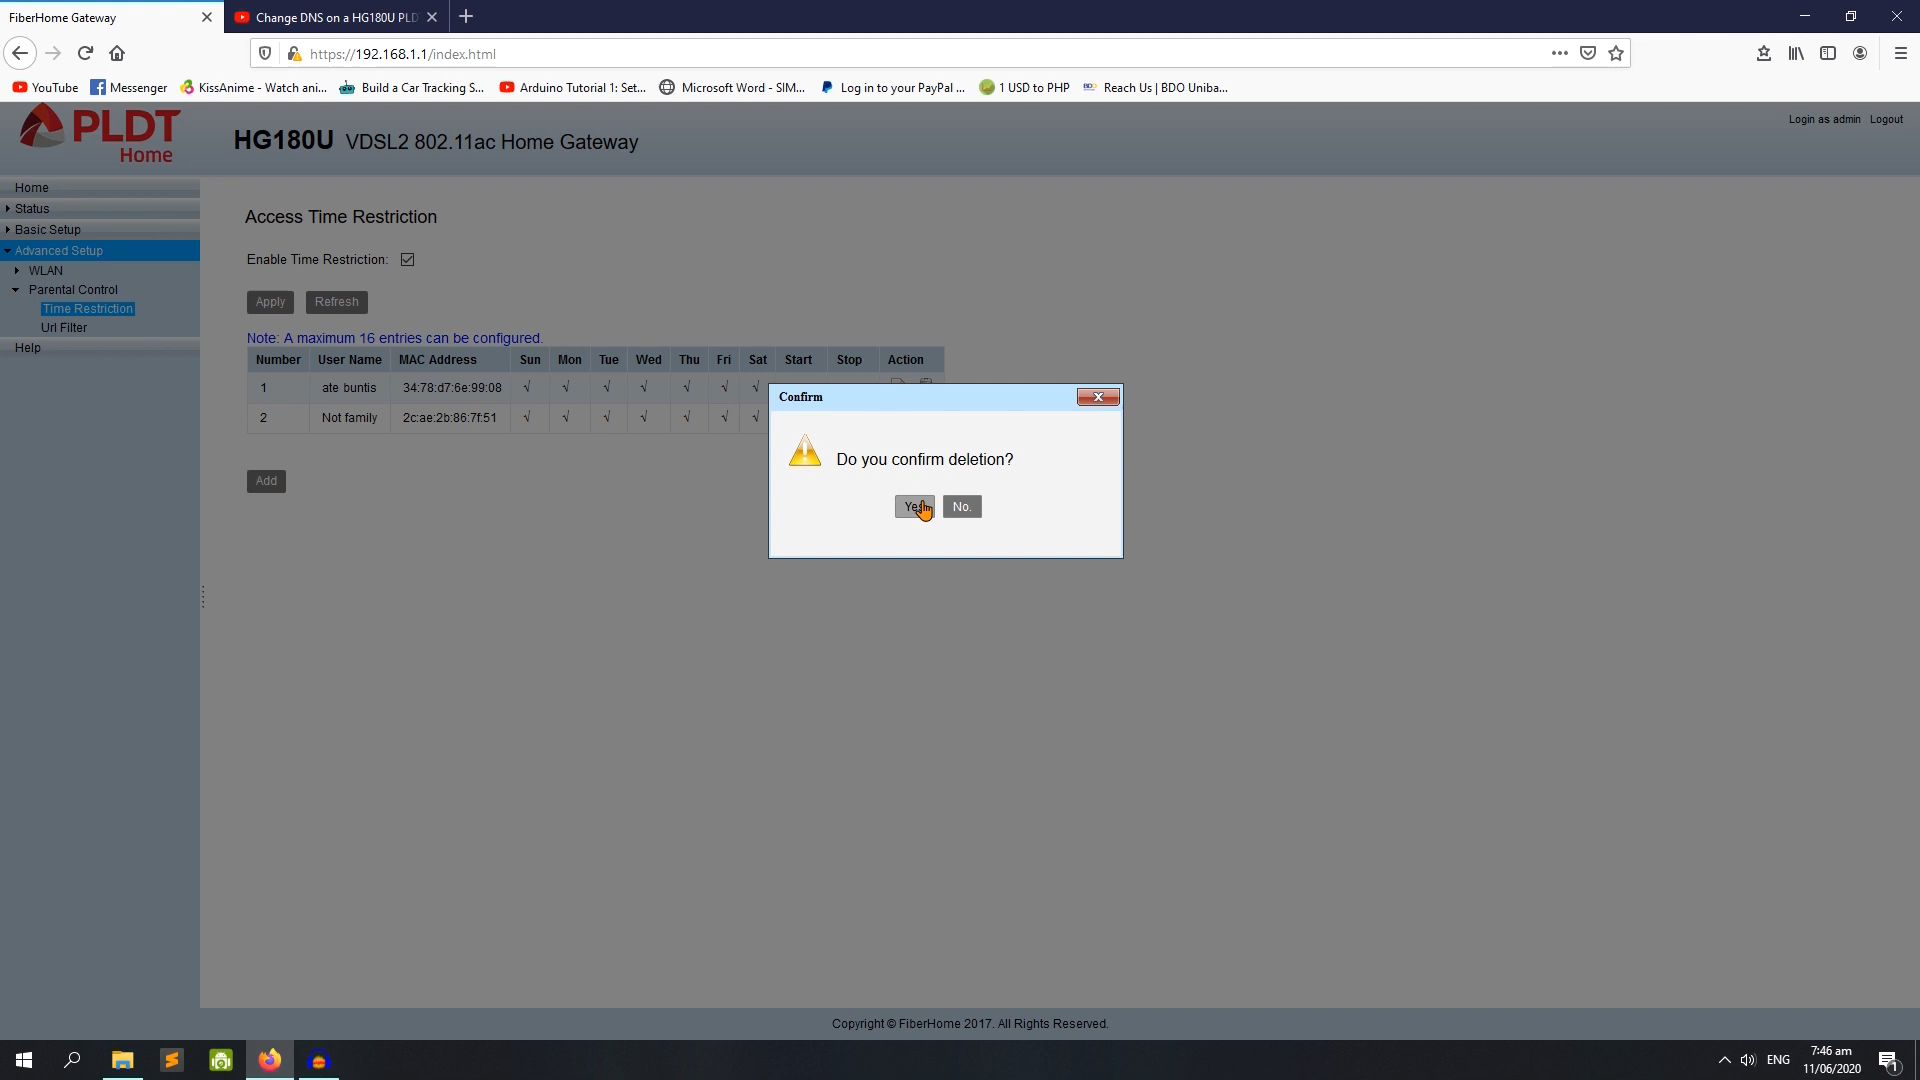 FiberHome Gateway
Change DNS on a HG180U PLD
https://192.168.1.1/index.html
YouTube
Messenger
KissAnime - Watch ani...
Build a Car Tracking S...
Arduino Tutorial 1: Set...
Microsoft Word - SIM...
Log in to your PayPal ...
1 USD to PHP
BDO
Reach Us | BDO Uniba...
PLDT
Home
HG180U VDSL2 802.11ac Home Gateway
Login as admin Logout
Home
Status
Basic Setup
Advanced Setup
WLAN
Parental Control
Time Restriction
Url Filter
Help
Access Time Restriction
Enable Time Restriction:
Apply Refresh
Note: A maximum 16 entries can be configured.
Number User Name MAC Address Sun Mon Tue Wed Thu Fri Sat Start Stop Action
1 ate buntis 34:78:d7:6e:99:08 √ √ √ √ √ √ √
2 Not family 2c:ae:2b:86:7f:51 √ √ √ √ √ √ √
Add
Confirm
Do you confirm deletion?
No.
Copyright © FiberHome 2017. All Rights Reserved.
ENG
7:46 am
11/06/2020
1